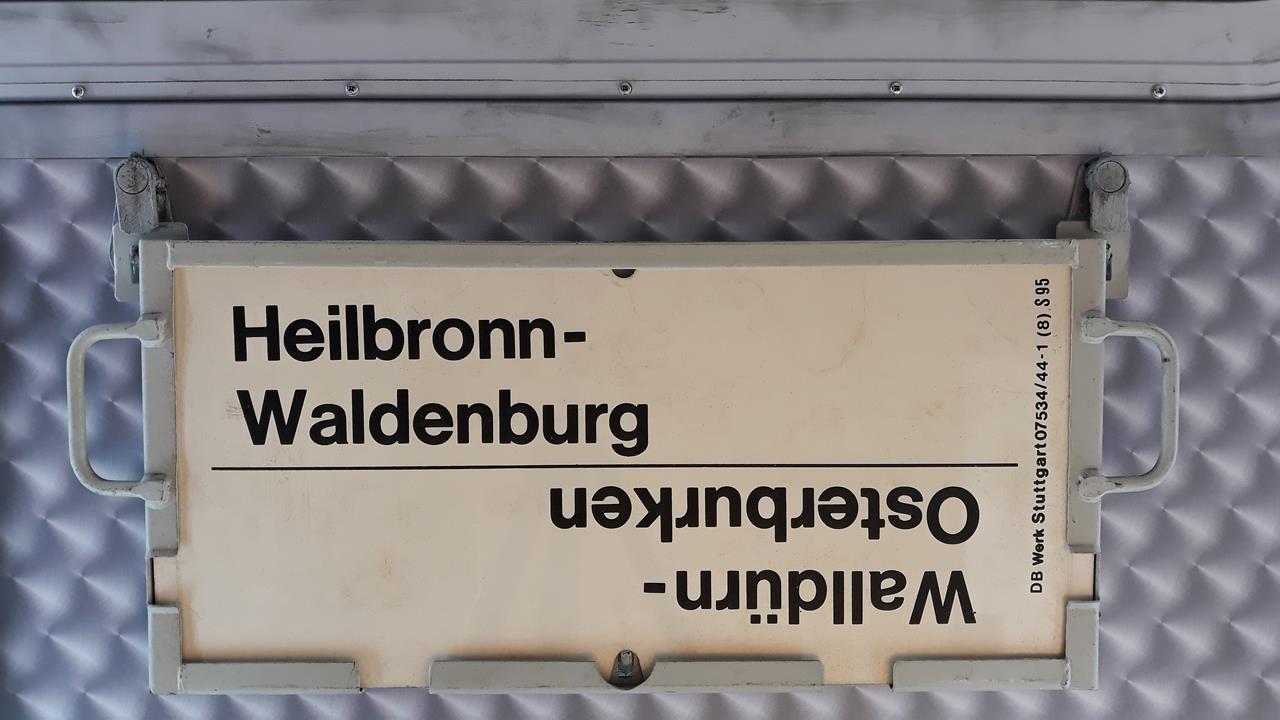 Heilbronn-
Waldenburg
Walldürn-
Osterburken
DB Werk Stuttgart 07534/44-1 (8) S 95